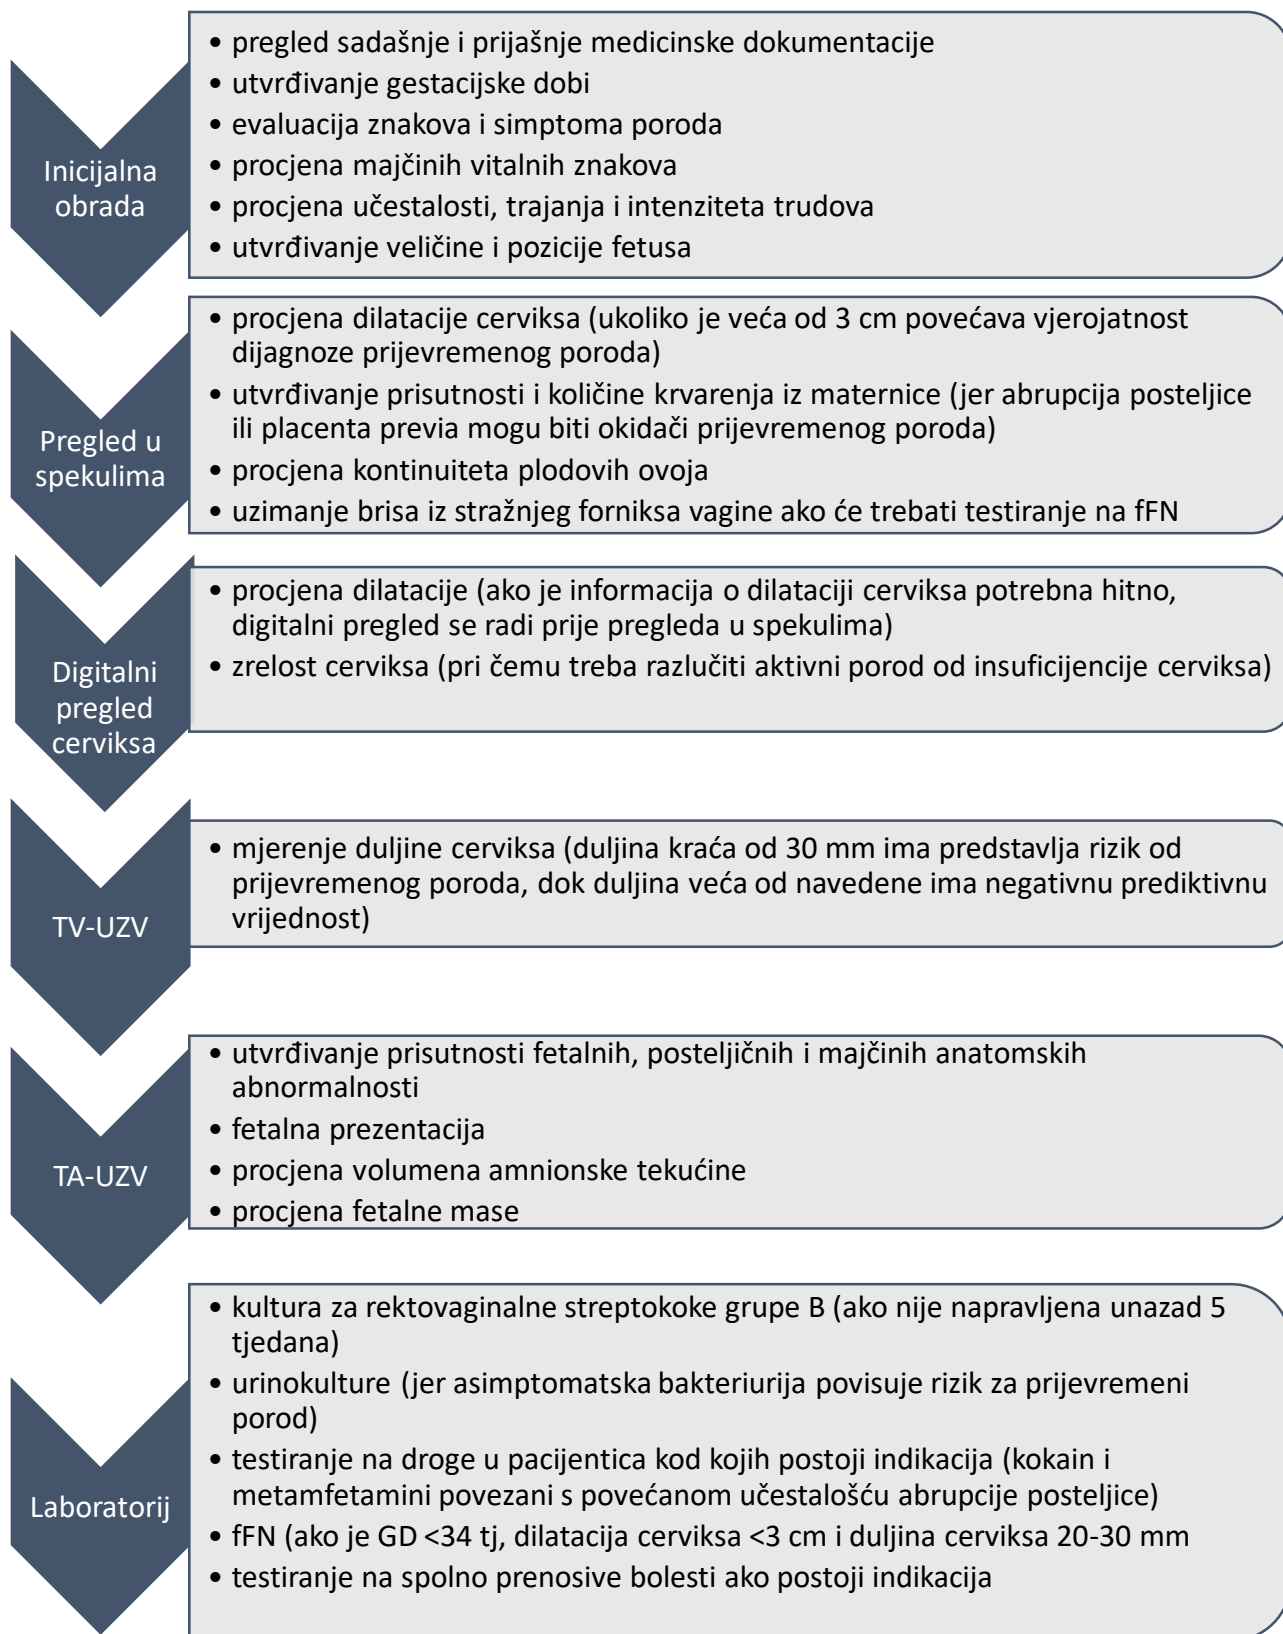 Inicijalna
obrada
• pregled sadašnje i prijašnje medicinske dokumentacije
• utvrđivanje gestacijske dobi
• evaluacija znakova i simptoma poroda
• procjena majčinih vitalnih znakova
• procjena učestalosti, trajanja i intenziteta trudova
• utvrđivanje veličine i pozicije fetusa
Pregled u
spekulima
• procjena dilatacije cerviksa (ukoliko je veća od 3 cm povećava vjerojatnost
dijagnoze prijevremenog poroda)
• utvrđivanje prisutnosti i količine krvarenja iz maternice (jer abrupcija posteljice
ili placenta previa mogu biti okidači prijevremenog poroda)
• procjena kontinuiteta plodovih ovoja
• uzimanje brisa iz stražnjeg forniksa vagine ako će trebati testiranje na fFN
Digitalni
pregled
cerviksa
• procjena dilatacije (ako je informacija o dilataciji cerviksa potrebna hitno,
digitalni pregled se radi prije pregleda u spekulima)
• zrelost cerviksa (pri čemu treba razlučiti aktivni porod od insuficijencije cerviksa)
TV-UZV
• mjerenje duljine cerviksa (duljina kraća od 30 mm ima predstavlja rizik od
prijevremenog poroda, dok duljina veća od navedene ima negativnu prediktivnu
vrijednost)
TA-UZV
• utvrđivanje prisutnosti fetalnih, posteljičnih i majčinih anatomskih
abnormalnosti
• fetalna prezentacija
• procjena volumena amnionske tekućine
• procjena fetalne mase
Laboratorij
• kultura za rektovaginalne streptokoke grupe B (ako nije napravljena unazad 5
tjedana)
• urinokulture (jer asimptomatska bakteriurija povisuje rizik za prijevremeni
porod)
• testiranje na droge u pacijentica kod kojih postoji indikacija (kokain i
metamfetamini povezani s povećanom učestalošću abrupcije posteljice)
• fFN (ako je GD <34 tj, dilatacija cerviksa <3 cm i duljina cerviksa 20-30 mm
• testiranje na spolno prenosive bolesti ako postoji indikacija